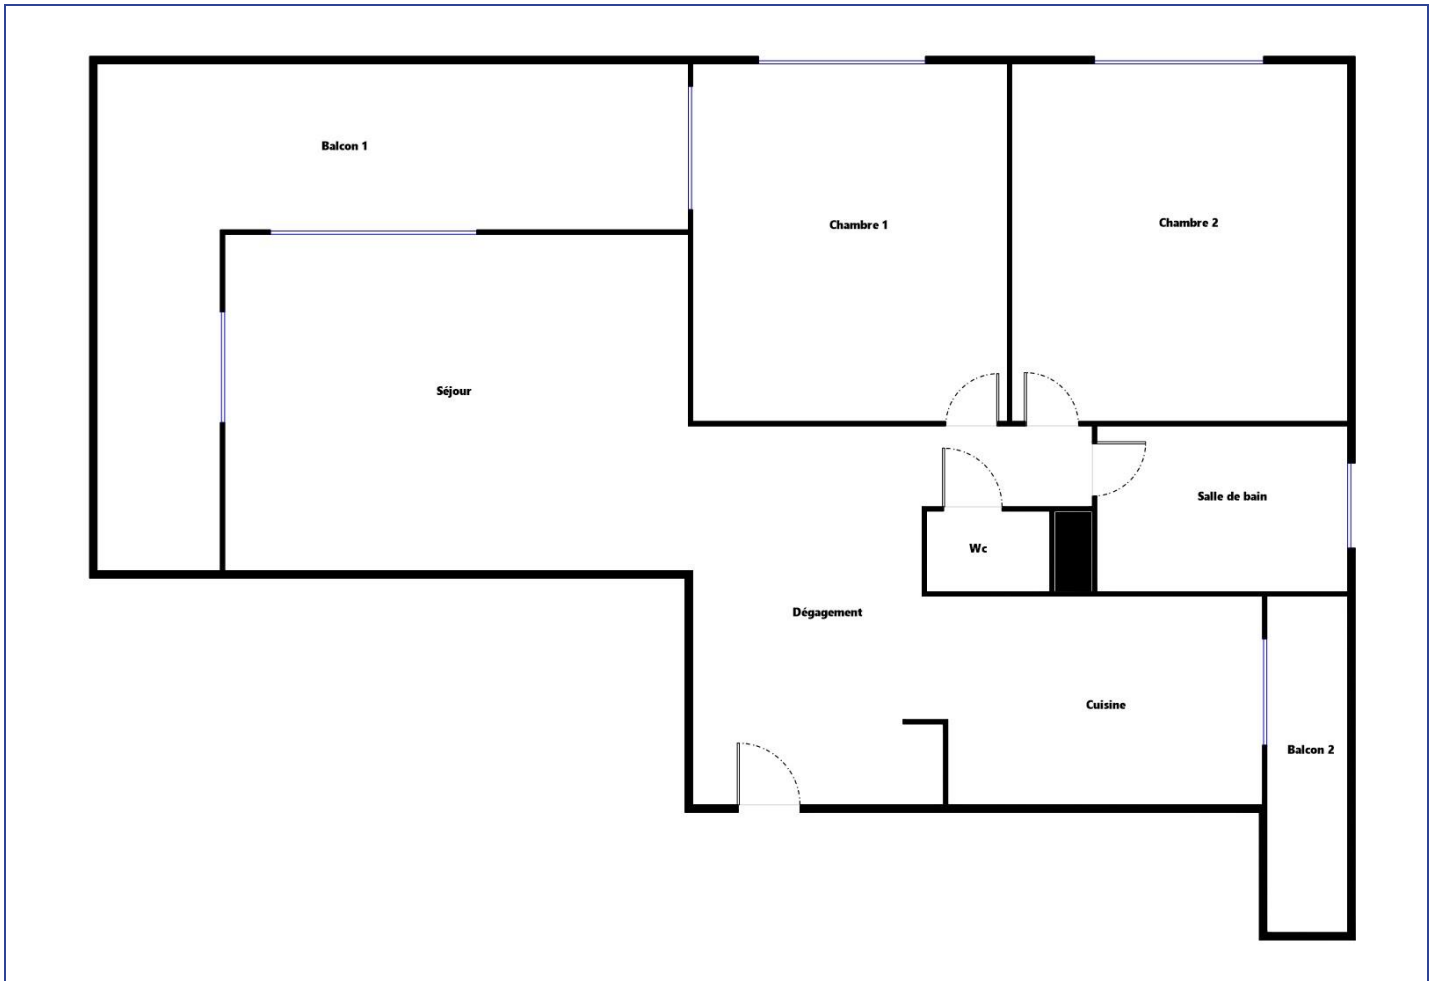 Balcon 1
Chambre 1
Chambre 2
Séjour
Salle de bain
Wc
Dégagement
Cuisine
Balcon 2